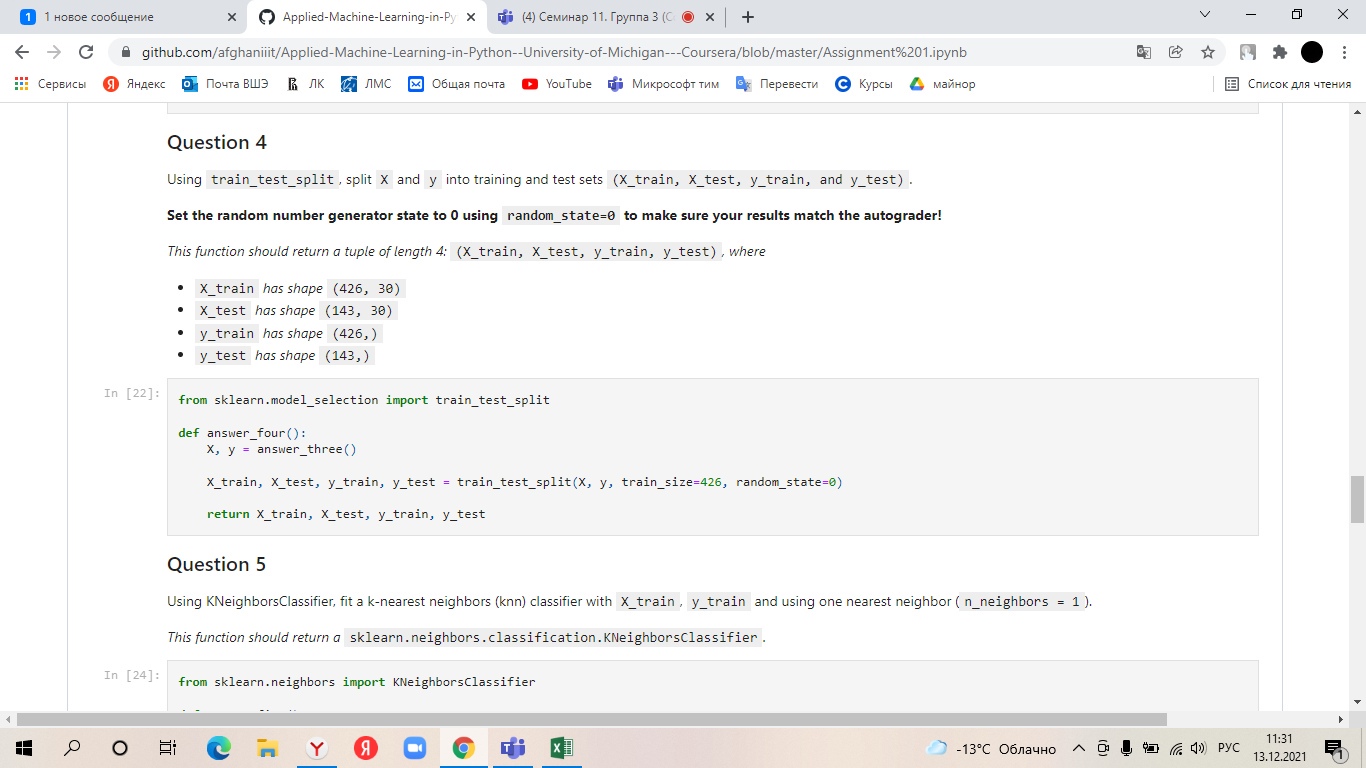 1 новое сообщение
Applied-Machine-Learning-in-Py
(4) Семинар 11. Группа 3 (С
github.com/afghaniiit/Applied-Machine-Learning-in-Python--University-of-Michigan---Coursera/blob/master/Assignment%201.ipynb
Сервисы Яндекс Почта ВШЭ ЛК ЛМС Общая почта YouTube Микрософт тим Перевести Курсы майнор Список для чтения
Question 4
Using train_test_split, split X and y into training and test sets (X_train, X_test, y_train, and y_test).
Set the random number generator state to 0 using random_state=0 to make sure your results match the autograder!
This function should return a tuple of length 4: (X_train, X_test, y_train, y_test), where
• X_train has shape (426, 30)
• X_test has shape (143, 30)
• y_train has shape (426,)
• y_test has shape (143,)
In [22]:
from sklearn.model_selection import train_test_split
def answer_four():
X, y = answer_three()
X_train, X_test, y_train, y_test = train_test_split(X, y, train_size=426, random_state=0)
return X_train, X_test, y_train, y_test
Question 5
Using KNeighborsClassifier, fit a k-nearest neighbors (knn) classifier with X_train, y_train and using one nearest neighbor (n_neighbors = 1).
This function should return a sklearn.neighbors.classification.KNeighborsClassifier.
In [24]:
from sklearn.neighbors import KNeighborsClassifier
-13°C Облачно
РУС
11:31
13.12.2021
1